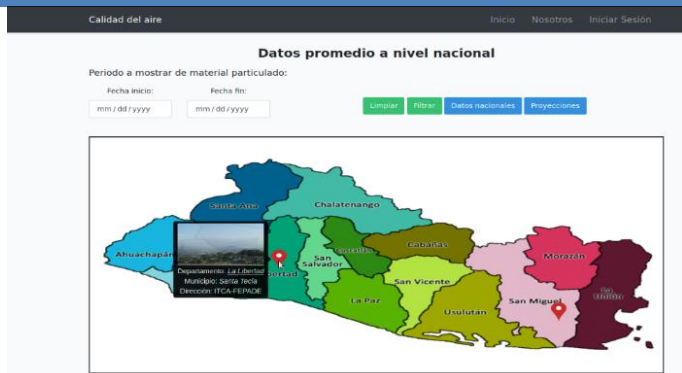 Calidad del aire Inicio Nosotros Iniciar Sesión
Datos promedio a nivel nacional
Periodo a mostrar de material particulado:
Fecha inicio: Fecha fin:
mm/dd/yyyy mm/dd/yyyy Limpiar Filtrar Datos nacionales Proyecciones
Santa Ana
Chalatenango
Ahuachapán
Cuscatlán
Cabañas
Morazán
San
Salvador
bertad
Departamento: La Libertad
Municipio: Santa Tecla
Dirección: ITCA-FEPADE
San Vicente
La Paz
San Miguel
La
Unión
Usulután